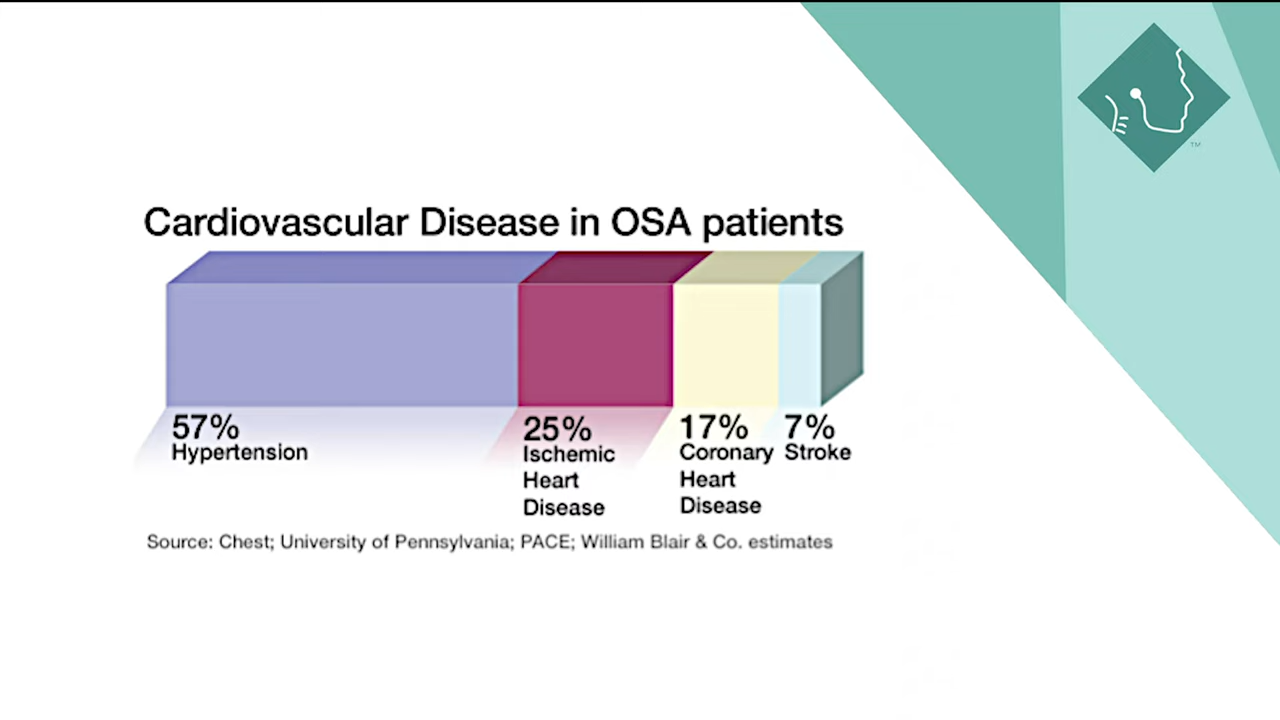 Cardiovascular Disease in OSA patients
57%
Hypertension
25%
Ischemic
Heart
Disease
17%
Coronary
Heart
Disease
7%
Stroke
Source: Chest; University of Pennsylvania; PACE; William Blair & Co. estimates
TM